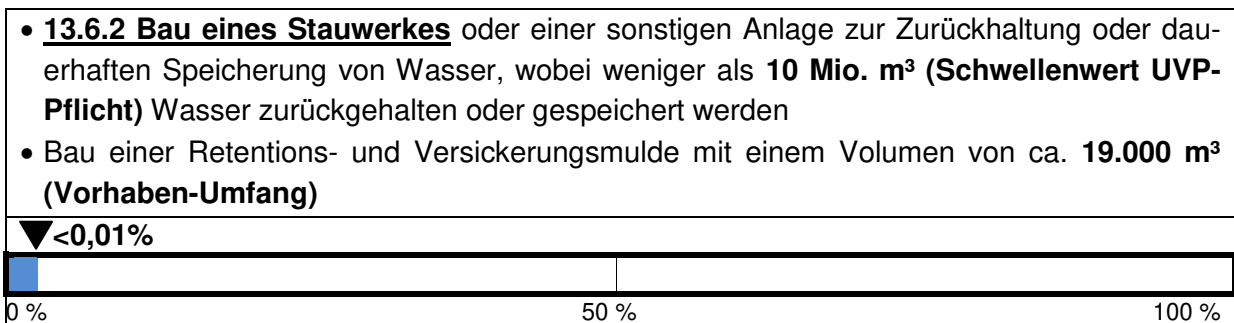 • 13.6.2 Bau eines Stauwerkes oder einer sonstigen Anlage zur Zurückhaltung oder dau-
erhaften Speicherung von Wasser, wobei weniger als 10 Mio. m³ (Schwellenwert UVP-
Pflicht) Wasser zurückgehalten oder gespeichert werden
• Bau einer Retentions- und Versickerungsmulde mit einem Volumen von ca. 19.000 m³
(Vorhaben-Umfang)
▼<0,01%
0 % 50 % 100 %